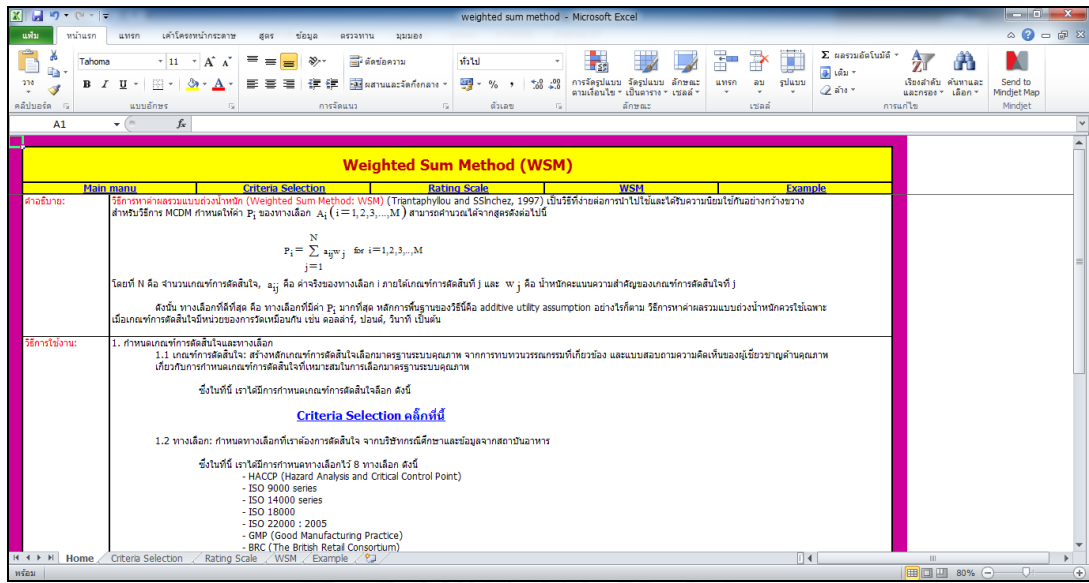 weighted sum method - Microsoft Excel
แฟ้ม หน้าแรก แทรก เค้าโครงหน้ากระดาษ สูตร ข้อมูล ตรวจทาน มุมมอง
Tahoma 11 ตัดข้อความ ทั่วไป
Σ ผลรวมอัตโนมัติ
วาง B I U A ผสานและจัดกึ่งกลาง % , การจัดรูปแบบตามเงื่อนไข จัดรูปแบบเป็นตาราง ลักษณะเซลล์ แทรก ลบ รูปแบบ เติม ล้าง เรียงลำดับและกรอง ค้นหาและเลือก Send to Mindjet Map
คลิปบอร์ด แบบอักษร การจัดแนว ตัวเลข ลักษณะ เซลล์ การแก้ไข Mindjet
A1 fx
Weighted Sum Method (WSM)
Main manu Criteria Selection Rating Scale WSM Example
คำอธิบาย: วิธีการหาค่าผลรวมแบบถ่วงน้ำหนัก (Weighted Sum Method: WSM) (Triantaphyllou and SSlnchez, 1997) เป็นวิธีที่ง่ายต่อการนำไปใช้และได้รับความนิยมใช้กันอย่างกว้างขวาง
สำหรับวิธีการ MCDM กำหนดให้ค่า Pi ของทางเลือก Ai (i=1,2,3,...,M) สามารถคำนวณได้จากสูตรดังต่อไปนี้
N
Pi = Σ aij wj for i=1,2,3,..,M
j=1
โดยที่ N คือ จำนวนเกณฑ์การตัดสินใจ, aij คือ ค่าจริงของทางเลือก i ภายใต้เกณฑ์การตัดสินที่ j และ wj คือ น้ำหนักคะแนนความสำคัญของเกณฑ์การตัดสินใจที่ j
ดังนั้น ทางเลือกที่ดีที่สุด คือ ทางเลือกที่มีค่า Pi มากที่สุด หลักการพื้นฐานของวิธีนี้คือ additive utility assumption อย่างไรก็ตาม วิธีการหาค่าผลรวมแบบถ่วงน้ำหนักควรใช้เฉพาะ
เมื่อเกณฑ์การตัดสินใจมีหน่วยของการวัดเหมือนกัน เช่น ดอลล่าร์, ปอนด์, วินาที เป็นต้น
วิธีการใช้งาน: 1. กำหนดเกณฑ์การตัดสินใจและทางเลือก
1.1 เกณฑ์การตัดสินใจ: สร้างหลักเกณฑ์การตัดสินใจเลือกมาตรฐานระบบคุณภาพ จากการทบทวนวรรณกรรมที่เกี่ยวข้อง และแบบสอบถามความคิดเห็นของผู้เชี่ยวชาญด้านคุณภาพ
เกี่ยวกับการกำหนดเกณฑ์การตัดสินใจที่เหมาะสมในการเลือกมาตรฐานระบบคุณภาพ
ซึ่งในที่นี้ เราได้มีการกำหนดเกณฑ์การตัดสินใจลือก ดังนี้
Criteria Selection คลิ๊กที่นี้
1.2 ทางเลือก: กำหนดทางเลือกที่เราต้องการตัดสินใจ จากบริษัทกรณีศึกษาและข้อมูลจากสถาบันอาหาร
ซึ่งในที่นี้ เราได้มีการกำหนดทางเลือกไว้ 8 ทางเลือก ดังนี้
- HACCP (Hazard Analysis and Critical Control Point)
- ISO 9000 series
- ISO 14000 series
- ISO 18000
- ISO 22000 : 2005
- GMP (Good Manufacturing Practice)
- BRC (The British Retail Consortium)
Home Criteria Selection Rating Scale WSM Example
พร้อม 80%